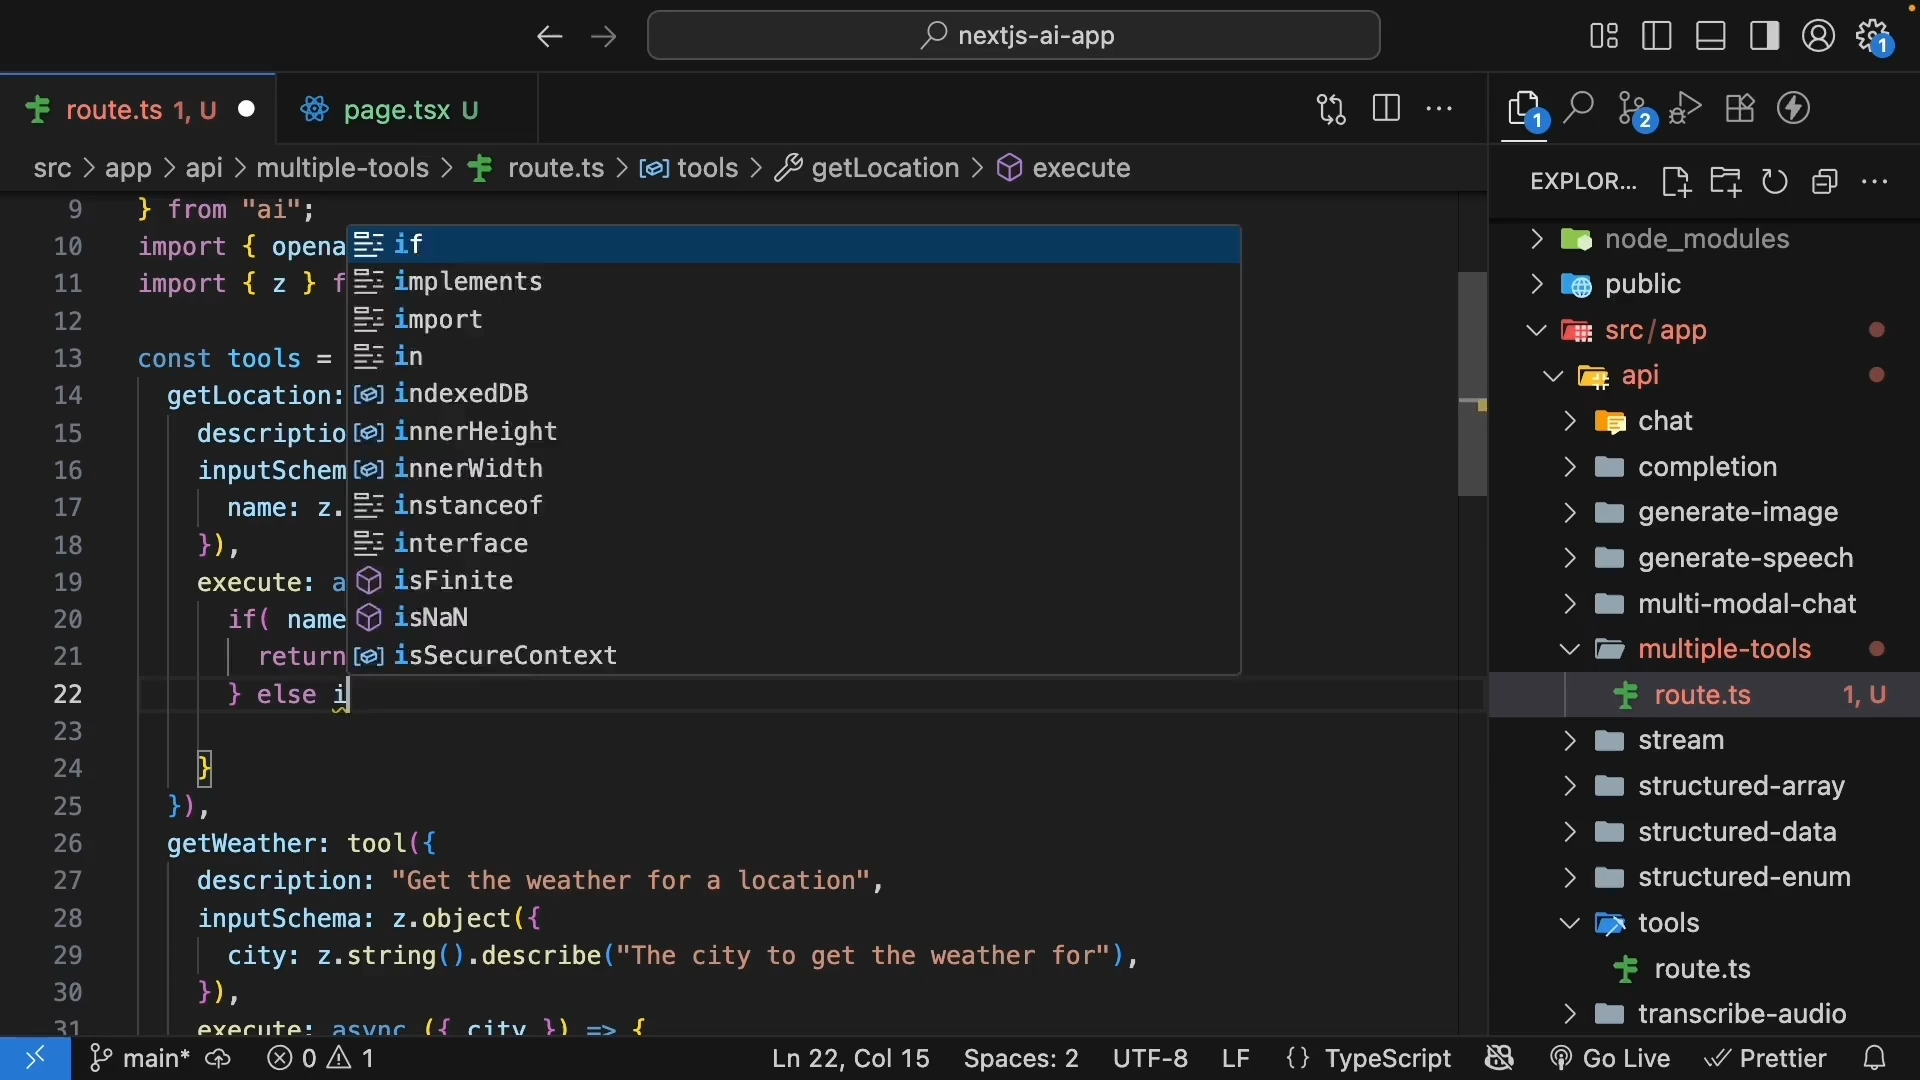 nextjs-ai-app
1
route.ts 1, U
page.tsx U
1
2
src > app > api > multiple-tools > route.ts > tools > getLocation > execute
EXPLOR...
9 } from "ai";
10 import { opena
11 import { z } f
12
13 const tools =
14 getLocation:
15 descriptio
16 inputSchem
17 name: z.
18 }),
19 execute: a
20 if( name
21 return
22 } else i
23
24 }
25 }),
26 getWeather: tool({
27 description: "Get the weather for a location",
28 inputSchema: z.object({
29 city: z.string().describe("The city to get the weather for"),
30 }),
31 execute: async ({ city }) => {
if
implements
import
in
indexedDB
innerHeight
innerWidth
instanceof
interface
isFinite
isNaN
isSecureContext
node_modules
public
src/app
api
chat
completion
generate-image
generate-speech
multi-modal-chat
multiple-tools
route.ts 1, U
stream
structured-array
structured-data
structured-enum
tools
route.ts
transcribe-audio
main* 0 1 Ln 22, Col 15 Spaces: 2 UTF-8 LF {} TypeScript Go Live Prettier